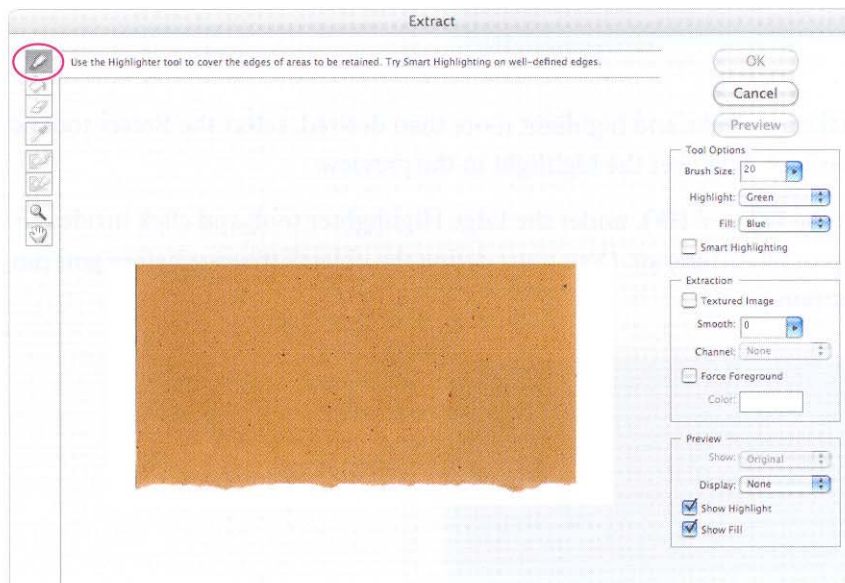 Extract
Use the Highlighter tool to cover the edges of areas to be retained. Try Smart Highlighting on well-defined edges.
OK
Cancel
Preview
Tool Options
Brush Size: 20
Highlight: Green
Fill: Blue
Smart Highlighting
Extraction
Textured Image
Smooth: 0
Channel: None
Force Foreground
Color:
Preview
Show: Original
Display: None
Show Highlight
Show Fill